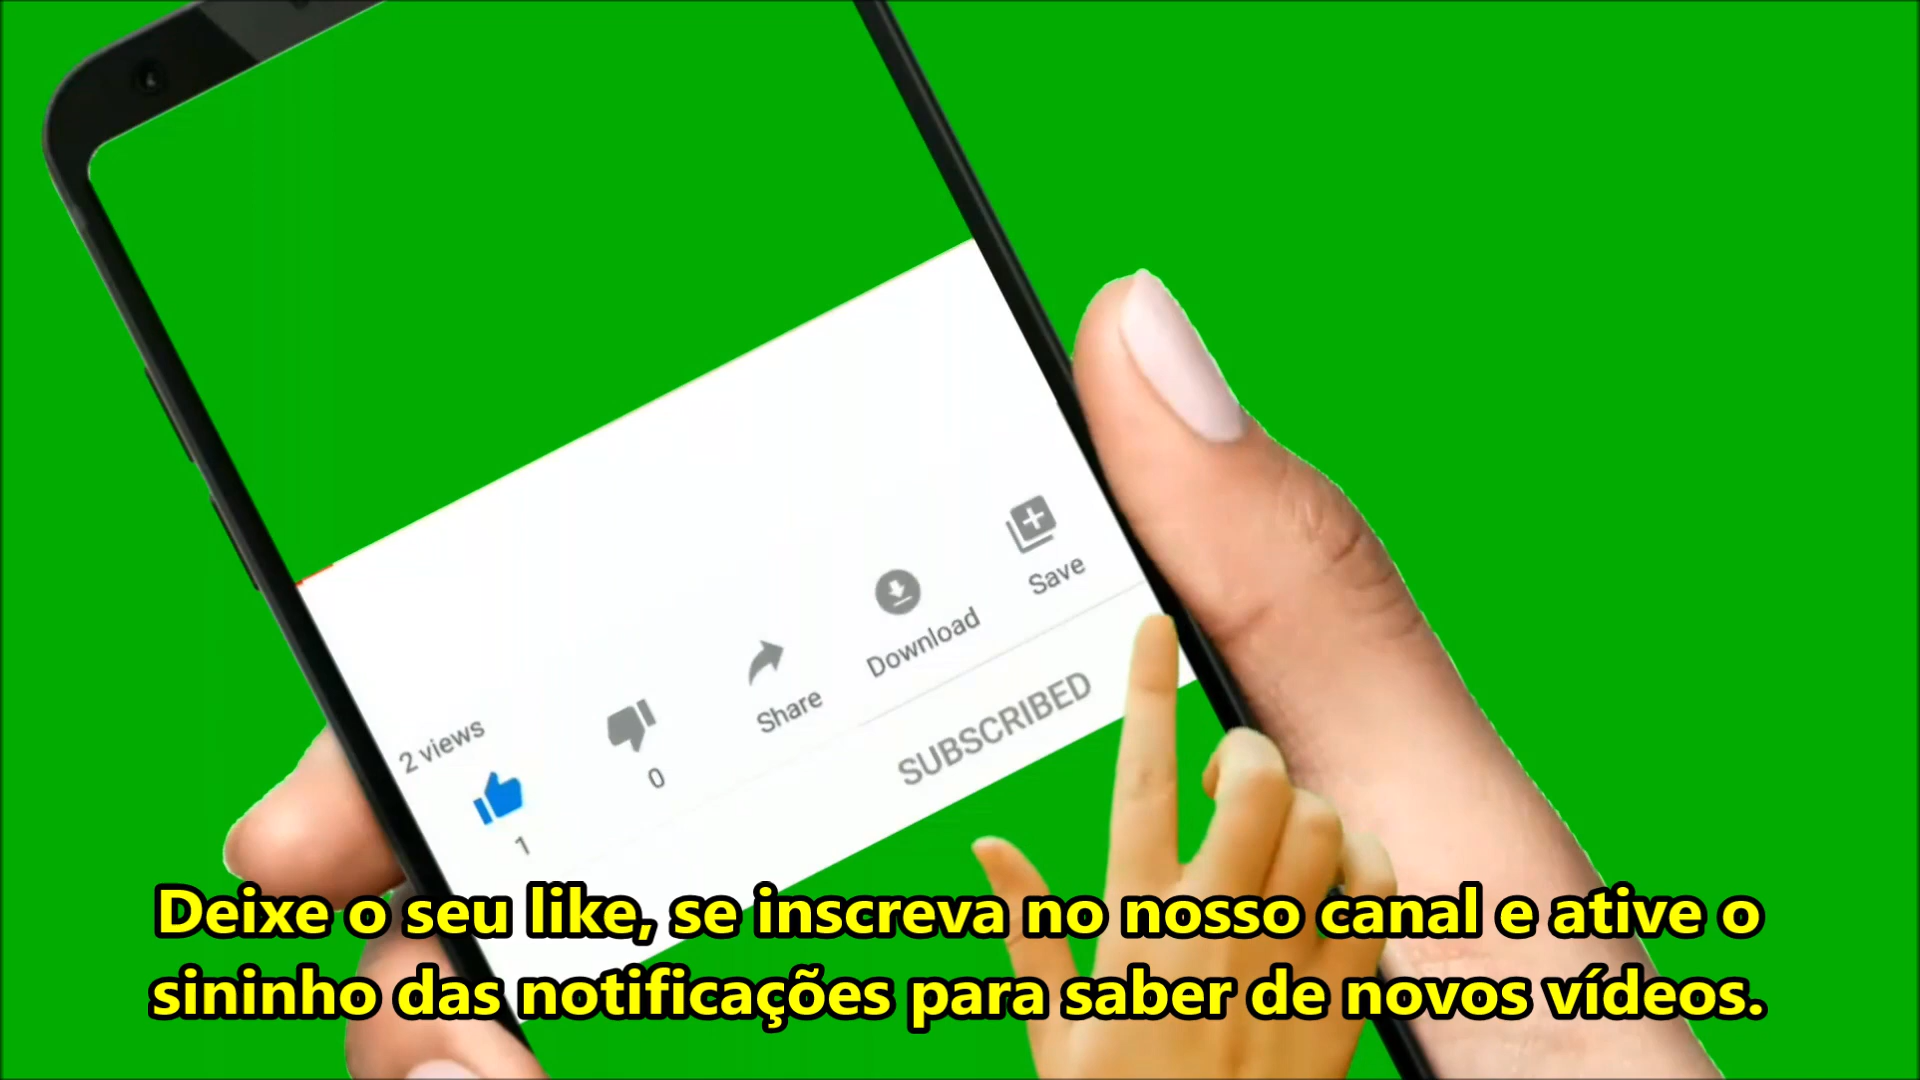 2 views
1
0
Share
Download
Save
SUBSCRIBED
Deixe o seu like, se inscreva no nosso canal e ative o
sininho das notificações para saber de novos vídeos.